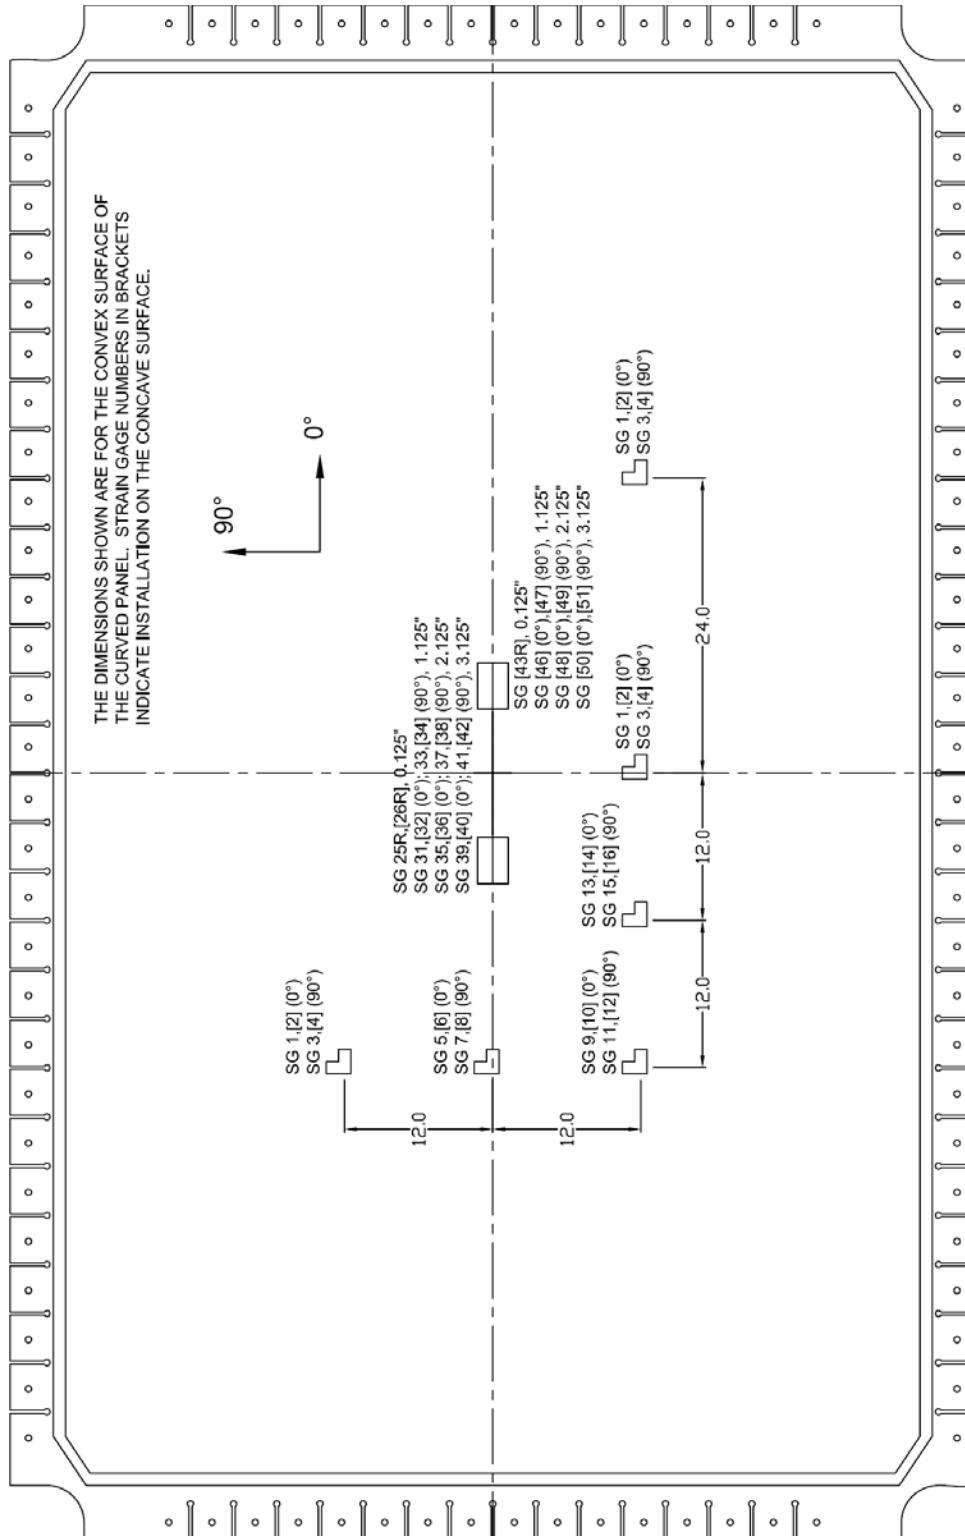 THE DIMENSIONS SHOWN ARE FOR THE CONVEX SURFACE OF
THE CURVED PANEL. STRAIN GAGE NUMBERS IN BRACKETS
INDICATE INSTALLATION ON THE CONCAVE SURFACE.
90°
0°
SG 25R,[26R], 0.125"
SG 31,[32] (0°); 33,[34] (90°), 1.125"
SG 35,[36] (0°); 37,[38] (90°), 2.125"
SG 39,[40] (0°); 41,[42] (90°), 3.125"
SG [43R], 0.125"
SG [46] (0°),[47] (90°), 1.125"
SG [48] (0°),[49] (90°), 2.125"
SG [50] (0°),[51] (90°), 3.125"
SG 1,[2] (0°)
SG 3,[4] (90°)
SG 5,[6] (0°)
SG 7,[8] (90°)
SG 9,[10] (0°)
SG 11,[12] (90°)
SG 13,[14] (0°)
SG 15,[16] (90°)
SG 1,[2] (0°)
SG 3,[4] (90°)
SG 1,[2] (0°)
SG 3,[4] (90°)
12.0
12.0
12.0
12.0
24.0